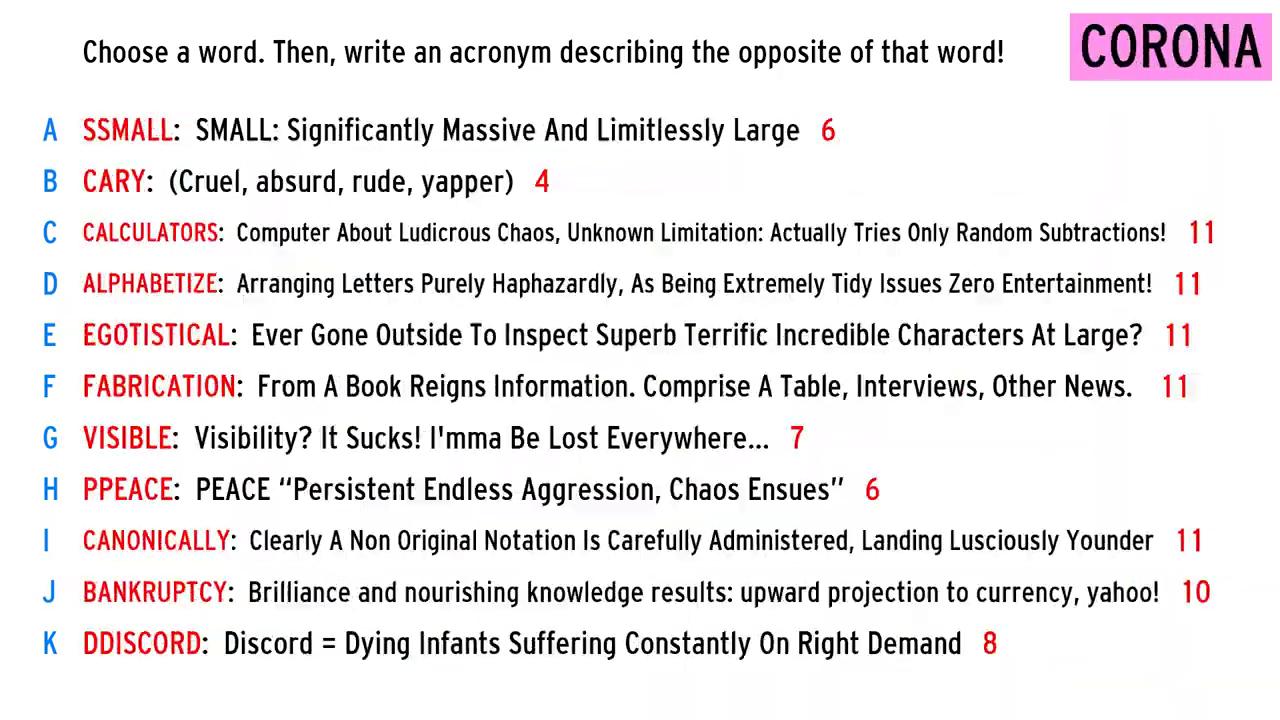 Choose a word. Then, write an acronym describing the opposite of that word!
CORONA
A SSMALL: SMALL: Significantly Massive And Limitlessly Large 6
B CARY: (Cruel, absurd, rude, yapper) 4
C CALCULATORS: Computer About Ludicrous Chaos, Unknown Limitation: Actually Tries Only Random Subtractions! 11
D ALPHABETIZE: Arranging Letters Purely Haphazardly, As Being Extremely Tidy Issues Zero Entertainment! 11
E EGOTISTICAL: Ever Gone Outside To Inspect Superb Terrific Incredible Characters At Large? 11
F FABRICATION: From A Book Reigns Information. Comprise A Table, Interviews, Other News. 11
G VISIBLE: Visibility? It Sucks! I'mma Be Lost Everywhere... 7
H PPEACE: PEACE “Persistent Endless Aggression, Chaos Ensues” 6
I CANONICALLY: Clearly A Non Original Notation Is Carefully Administered, Landing Lusciously Younder 11
J BANKRUPTCY: Brilliance and nourishing knowledge results: upward projection to currency, yahoo! 10
K DDISCORD: Discord = Dying Infants Suffering Constantly On Right Demand 8